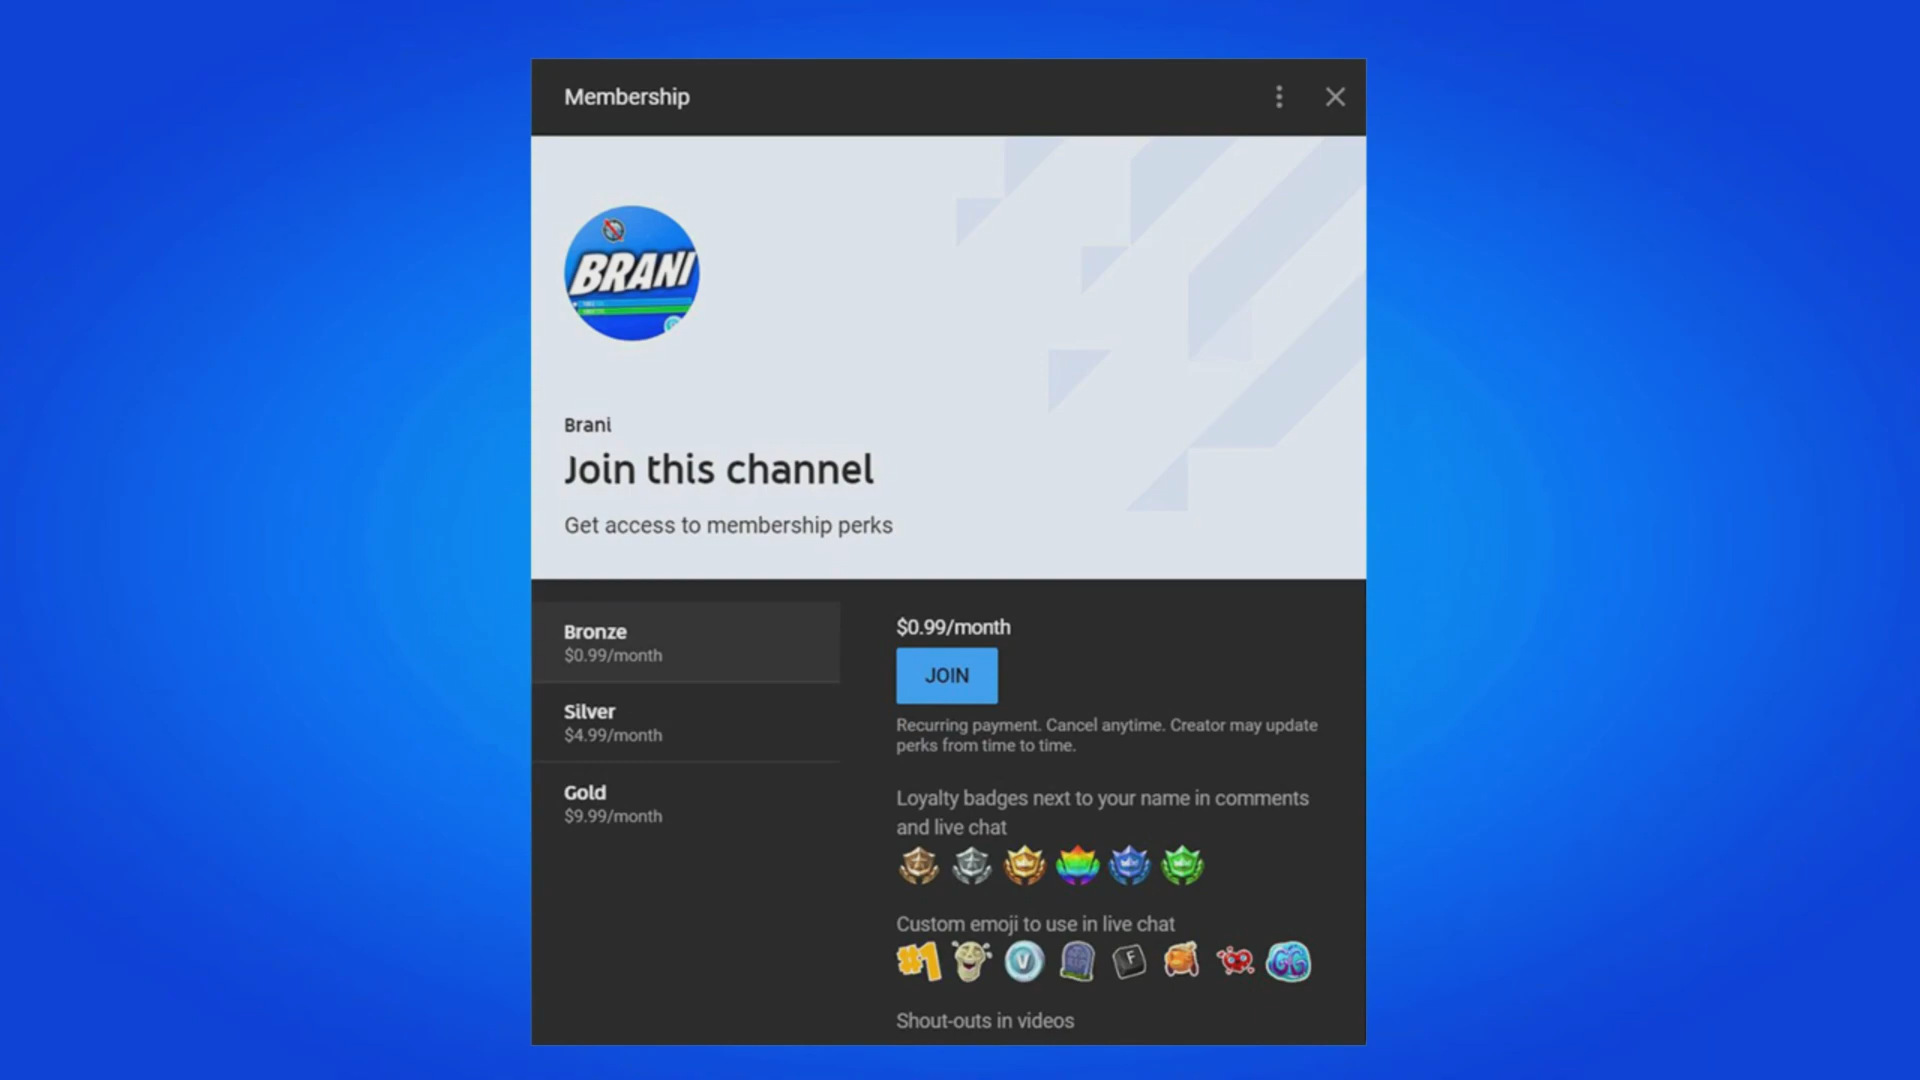 Membership
BRANI
Brani
Join this channel
Get access to membership perks
Bronze
$0.99/month
Silver
$4.99/month
Gold
$9.99/month
$0.99/month
JOIN
Recurring payment. Cancel anytime. Creator may update
perks from time to time.
Loyalty badges next to your name in comments
and live chat
Custom emoji to use in live chat
#1
V
F
GG
Shout-outs in videos